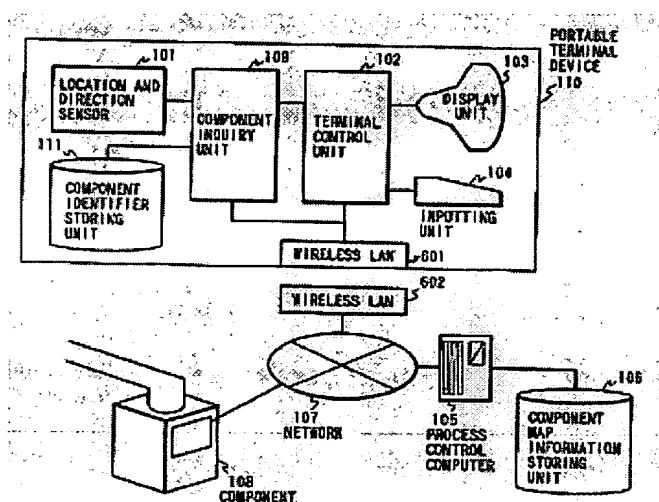 PORTABLE
TERMINAL
DEVICE
110
101
LOCATION AND
DIRECTION
SENSOR
109
COMPONENT
INQUIRY
UNIT
102
TERMINAL
CONTROL
UNIT
103
DISPLAY
UNIT
111
COMPONENT
IDENTIFIER
STORING
UNIT
104
INPUTTING
UNIT
WIRELESS LAN
601
WIRELESS LAN
602
107
NETWORK
105
PROCESS
CONTROL
COMPUTER
106
COMPONENT
MAP
INFORMATION
STORING
UNIT
108
COMPONENT